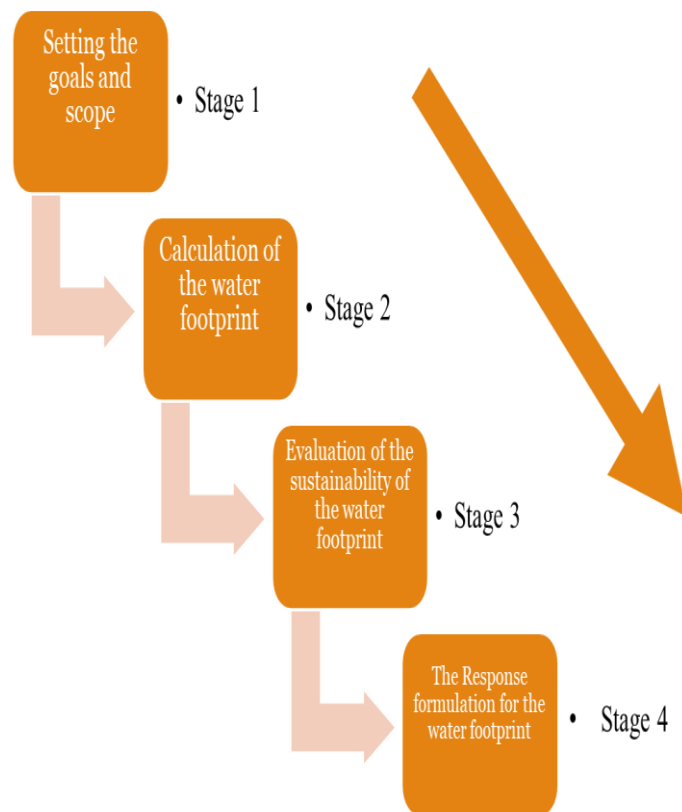 Setting the
goals and
scope
• Stage 1
Calculation of
the water
footprint
• Stage 2
Evaluation of the
sustainability of
the water
footprint
• Stage 3
The Response
formulation for the
water footprint
• Stage 4